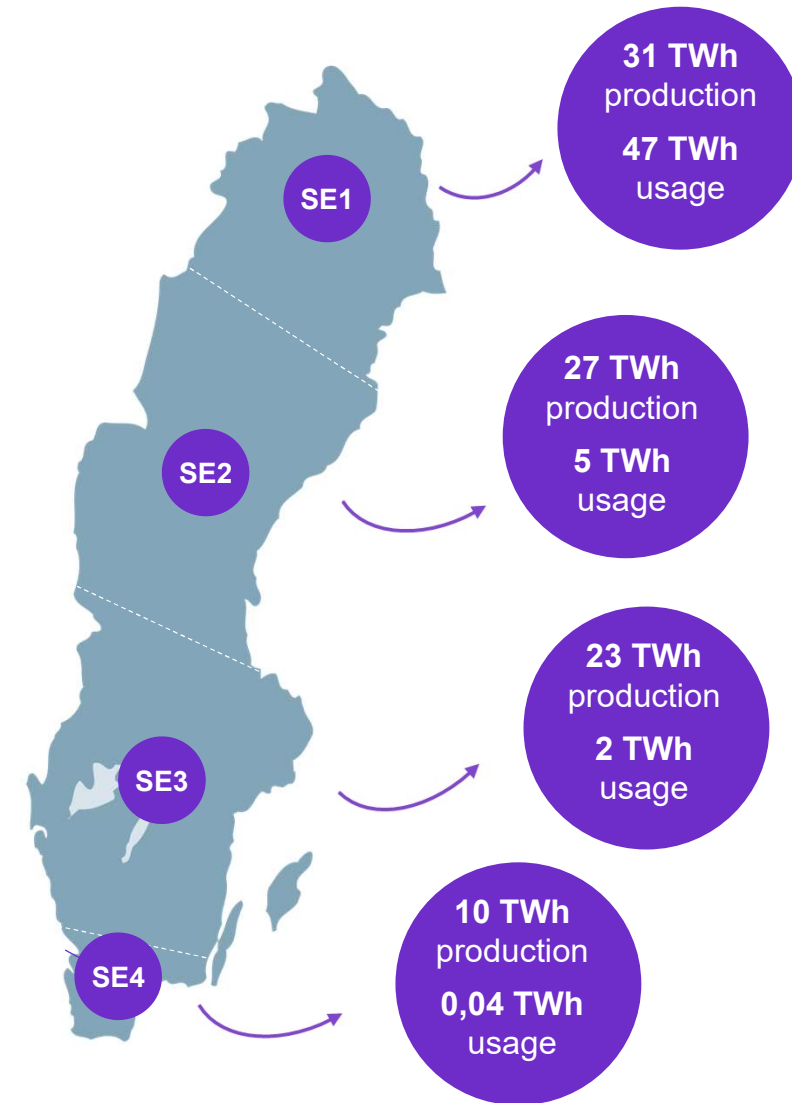 SE1
31 TWh
production
47 TWh
usage
SE2
27 TWh
production
5 TWh
usage
SE3
23 TWh
production
2 TWh
usage
SE4
10 TWh
production
0,04 TWh
usage